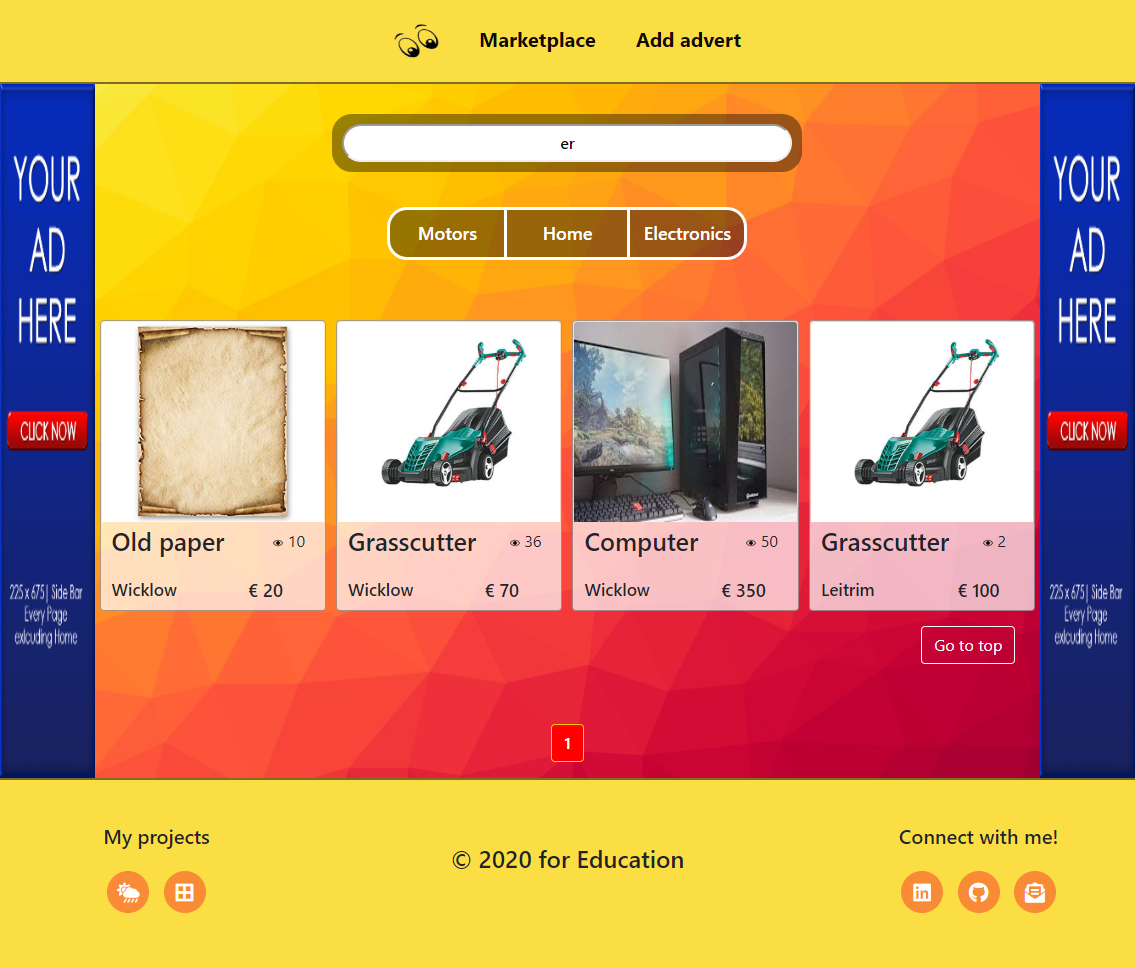 Marketplace
Add advert
YOUR
AD
HERE
CLICK NOW
225 x 675 | Side Bar
Every Page
exlcuding Home
er
Motors
Home
Electronics
Old paper
10
Wicklow
€ 20
Grasscutter
36
Wicklow
€ 70
Computer
50
Wicklow
€ 350
Grasscutter
2
Leitrim
€ 100
Go to top
1
YOUR
AD
HERE
CLICK NOW
225 x 675 | Side Bar
Every Page
exlcuding Home
My projects
© 2020 for Education
Connect with me!
in